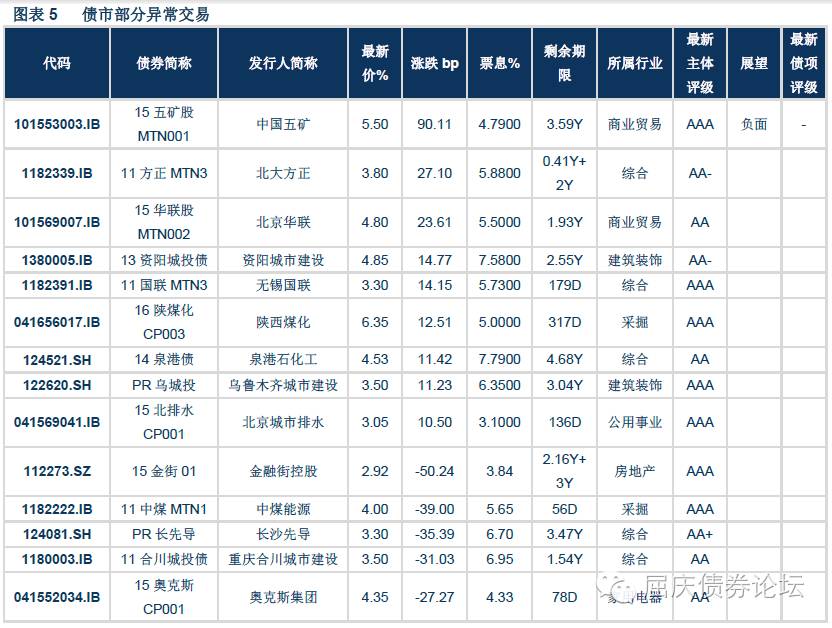 图表 5 债市部分异常交易
代码 债券简称 发行人简称 最新价% 涨跌 bp 票息% 剩余期限 所属行业 最新主体评级 展望 最新债项评级
101553003.IB 15 五矿股 MTN001 中国五矿 5.50 90.11 4.7900 3.59Y 商业贸易 AAA 负面 -
1182339.IB 11 方正 MTN3 北大方正 3.80 27.10 5.8800 0.41Y+2Y 综合 AA-
101569007.IB 15 华联股 MTN002 北京华联 4.80 23.61 5.5000 1.93Y 商业贸易 AA
1380005.IB 13 资阳城投债 资阳城市建设 4.85 14.77 7.5800 2.55Y 建筑装饰 AA-
1182391.IB 11 国联 MTN3 无锡国联 3.30 14.15 5.7300 179D 综合 AAA
041656017.IB 16 陕煤化 CP003 陕西煤化 6.35 12.51 5.0000 317D 采掘 AAA
124521.SH 14 泉港债 泉港石化工 4.53 11.42 7.7900 4.68Y 综合 AA
122620.SH PR 乌城投 乌鲁木齐城市建设 3.50 11.23 6.3500 3.04Y 建筑装饰 AAA
041569041.IB 15 北排水 CP001 北京城市排水 3.05 10.50 3.1000 136D 公用事业 AAA
112273.SZ 15 金街 01 金融街控股 2.92 -50.24 3.84 2.16Y+3Y 房地产 AAA
1182222.IB 11 中煤 MTN1 中煤能源 4.00 -39.00 5.65 56D 采掘 AAA
124081.SH PR 长先导 长沙先导 3.30 -35.39 6.70 3.47Y 综合 AA+
1180003.IB 11 合川城投债 重庆合川城市建设 3.50 -31.03 6.95 1.54Y 综合 AA
041552034.IB 15 奥克斯 CP001 奥克斯集团 4.35 -27.27 4.33 78D 家用电器 AA
屈庆债券论坛